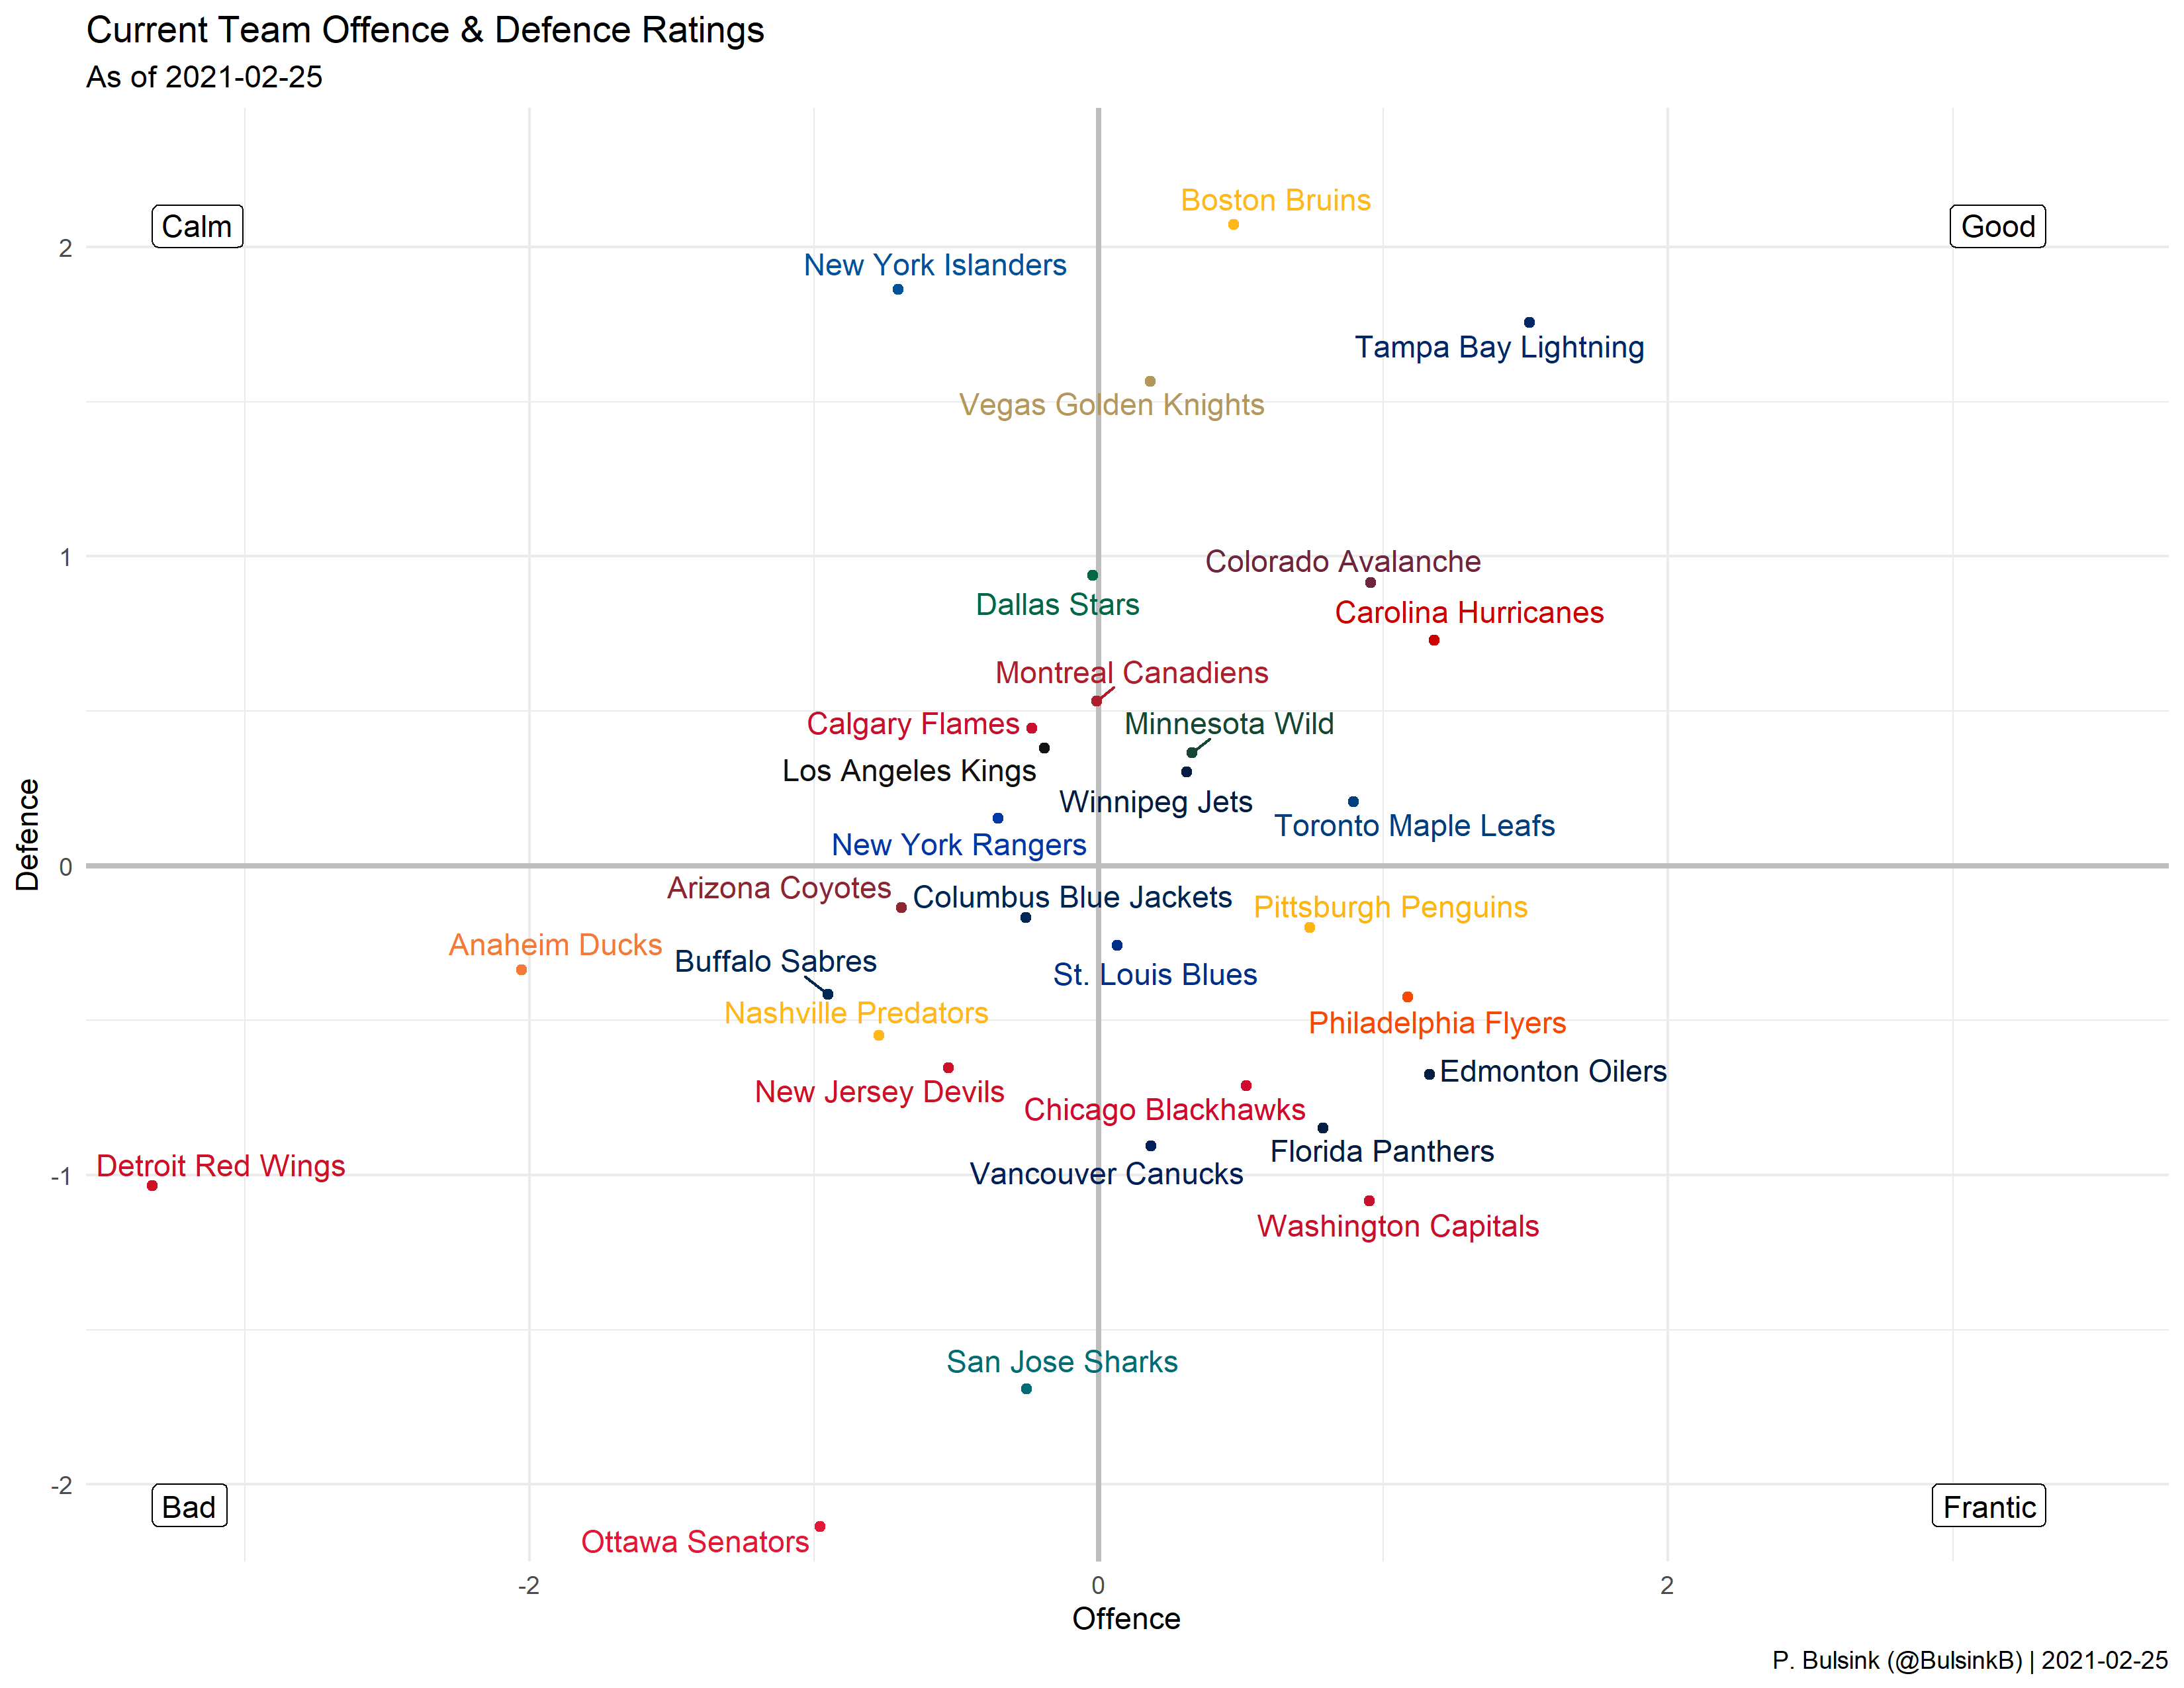 Current Team Offence & Defence Ratings
As of 2021-02-25
Boston Bruins
Calm
Good
2
New York Islanders
Tampa Bay Lightning
Vegas Golden Knights
1
Colorado Avalanche
Dallas Stars
Carolina Hurricanes
Montreal Canadiens
Calgary Flames
Minnesota Wild
Los Angeles Kings
Winnipeg Jets
Toronto Maple Leafs
New York Rangers
Defence
0
Arizona Coyotes
Columbus Blue Jackets
Pittsburgh Penguins
Anaheim Ducks
Buffalo Sabres
St. Louis Blues
Nashville Predators
Philadelphia Flyers
Edmonton Oilers
New Jersey Devils
Chicago Blackhawks
Florida Panthers
Detroit Red Wings
-1
Vancouver Canucks
Washington Capitals
San Jose Sharks
-2
Bad
Frantic
Ottawa Senators
-2
0
2
Offence
P. Bulsink (@BulsinkB) | 2021-02-25